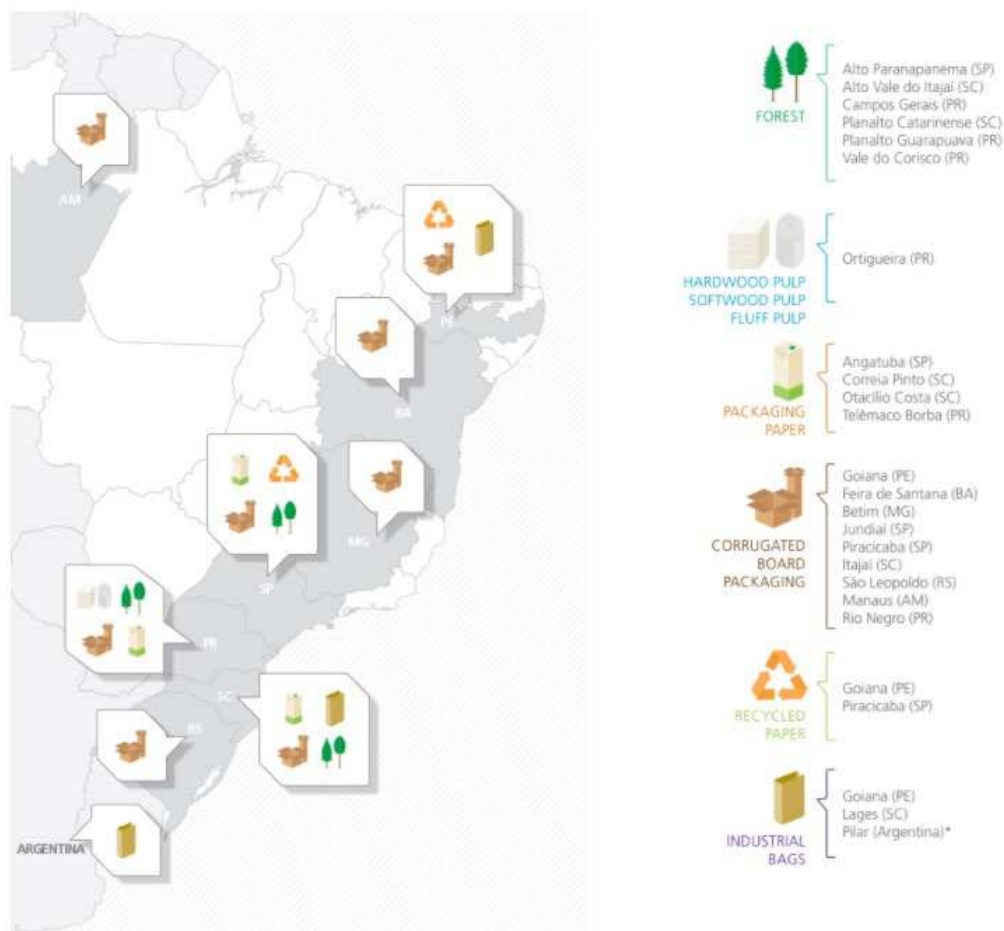 AM
PE
BA
MG
SP
PR
SC
RS
ARGENTINA
FOREST
Alto Paranapanema (SP)
Alto Vale do Itajaí (SC)
Campos Gerais (PR)
Planalto Catarinense (SC)
Planalto Guarapuava (PR)
Vale do Corisco (PR)
HARDWOOD PULP
SOFTWOOD PULP
FLUFF PULP
Ortigueira (PR)
PACKAGING
PAPER
Angatuba (SP)
Correia Pinto (SC)
Otacílio Costa (SC)
Telêmaco Borba (PR)
CORRUGATED
BOARD
PACKAGING
Goiana (PE)
Feira de Santana (BA)
Betim (MG)
Jundiaí (SP)
Piracicaba (SP)
Itajaí (SC)
São Leopoldo (RS)
Manaus (AM)
Rio Negro (PR)
RECYCLED
PAPER
Goiana (PE)
Piracicaba (SP)
INDUSTRIAL
BAGS
Goiana (PE)
Lages (SC)
Pilar (Argentina)*